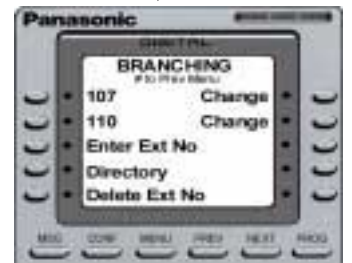 Panasonic
DIGITAL
BRANCHING
# to Prev Menu
107 Change
110 Change
Enter Ext No
Directory
Delete Ext No
MSG CONF MENU PREV NEXT PROG